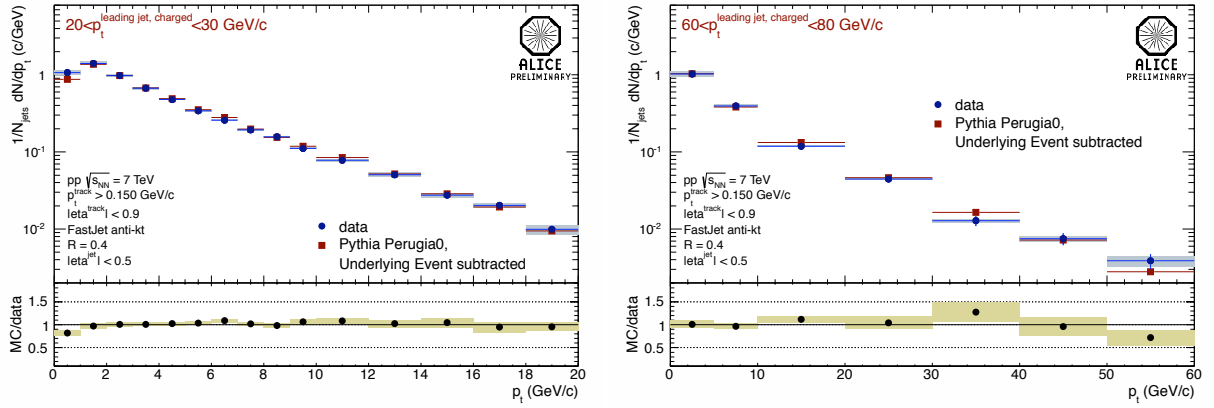 20<p_t^leading jet, charged<30 GeV/c
ALICE
PRELIMINARY
1/N_jets dN/dp_t (c/GeV)
1
10^-1
10^-2
pp √s_NN = 7 TeV
p_t^track > 0.150 GeV/c
|eta^track| < 0.9
FastJet anti-kt
R = 0.4
|eta^jet| < 0.5
data
Pythia Perugia0,
Underlying Event subtracted
MC/data
1.5
1
0.5
0 2 4 6 8 10 12 14 16 18 20
p_t (GeV/c)
60<p_t^leading jet, charged<80 GeV/c
ALICE
PRELIMINARY
1/N_jets dN/dp_t (c/GeV)
1
10^-1
10^-2
data
Pythia Perugia0,
Underlying Event subtracted
pp √s_NN = 7 TeV
p_t^track > 0.150 GeV/c
|eta^track| < 0.9
FastJet anti-kt
R = 0.4
|eta^jet| < 0.5
MC/data
1.5
1
0.5
0 10 20 30 40 50 60
p_t (GeV/c)